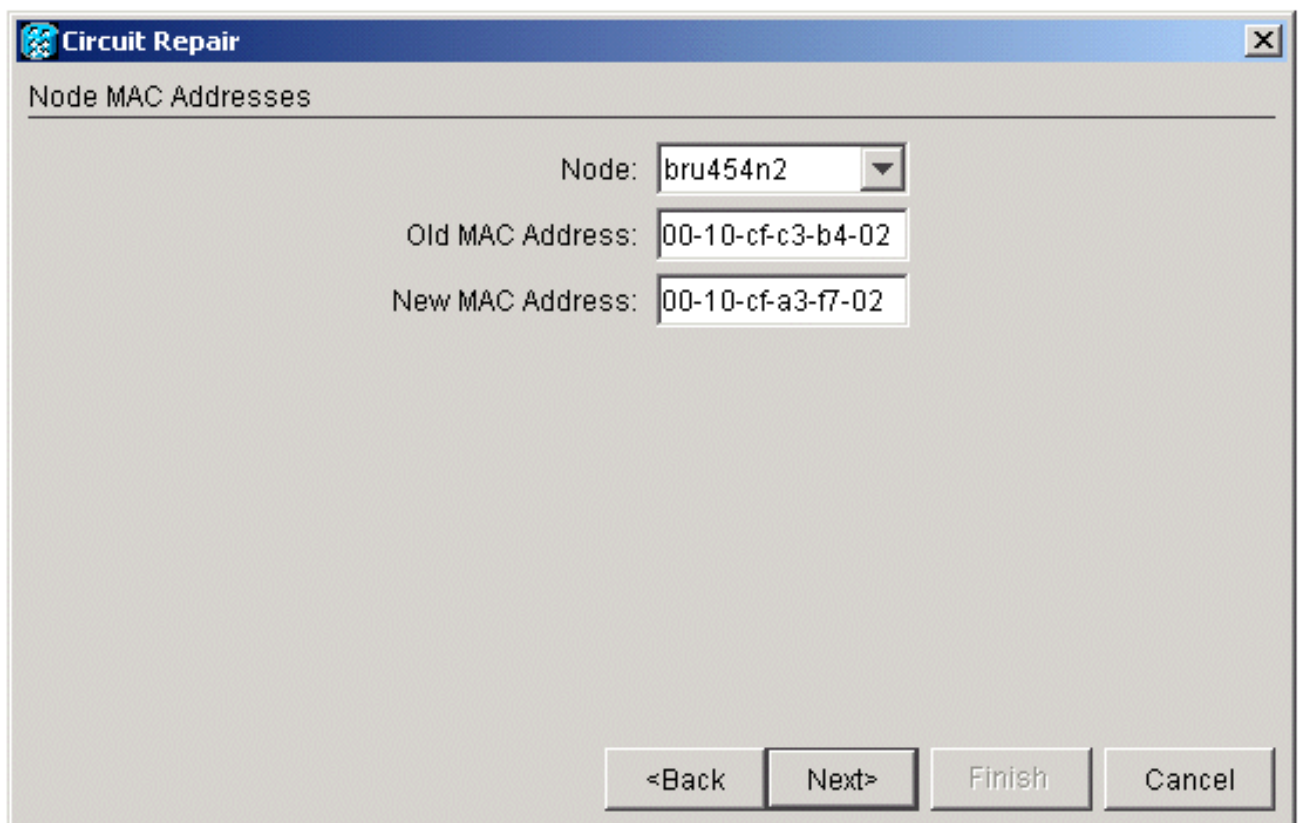 Circuit Repair
Node MAC Addresses
Node: bru454n2
Old MAC Address: 00-10-cf-c3-b4-02
New MAC Address: 00-10-cf-a3-f7-02
<Back Next> Finish Cancel